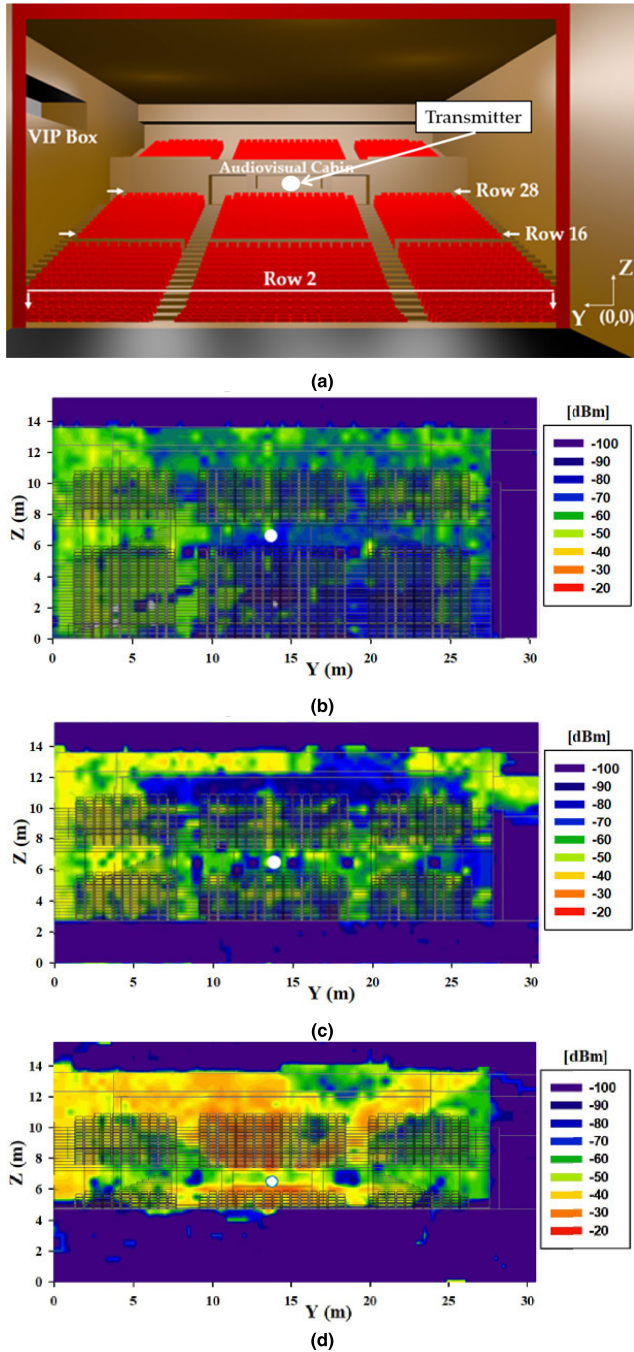 VIP Box
Transmitter
Audiovisual Cabin
Row 28
Row 16
Row 2
Z
Y (0,0)
(a)
[dBm]
14
12
10
8
6
4
2
0
Z (m)
0 5 10 15 20 25 30
Y (m)
-100
-90
-80
-70
-60
-50
-40
-30
-20
(b)
[dBm]
14
12
10
8
6
4
2
0
Z (m)
0 5 10 15 20 25 30
Y (m)
-100
-90
-80
-70
-60
-50
-40
-30
-20
(c)
[dBm]
14
12
10
8
6
4
2
0
Z (m)
0 5 10 15 20 25 30
Y (m)
-100
-90
-80
-70
-60
-50
-40
-30
-20
(d)